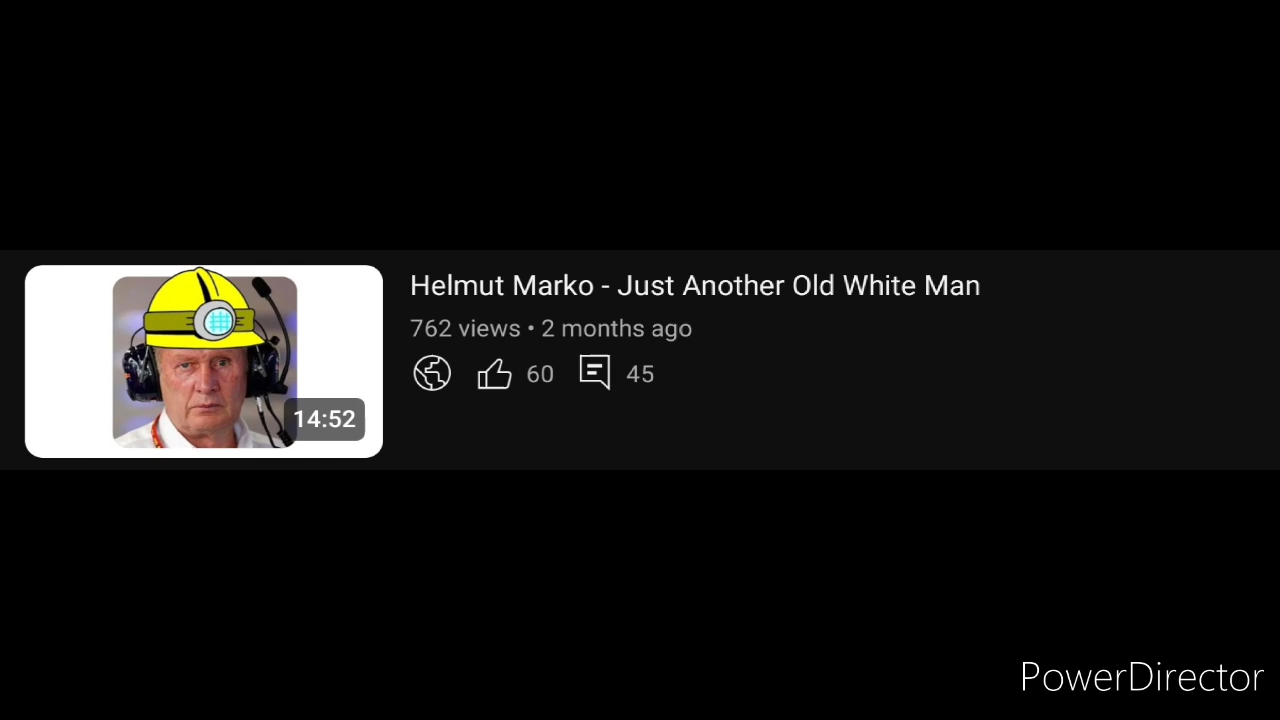 Helmut Marko - Just Another Old White Man
762 views • 2 months ago
60 45
14:52
PowerDirector